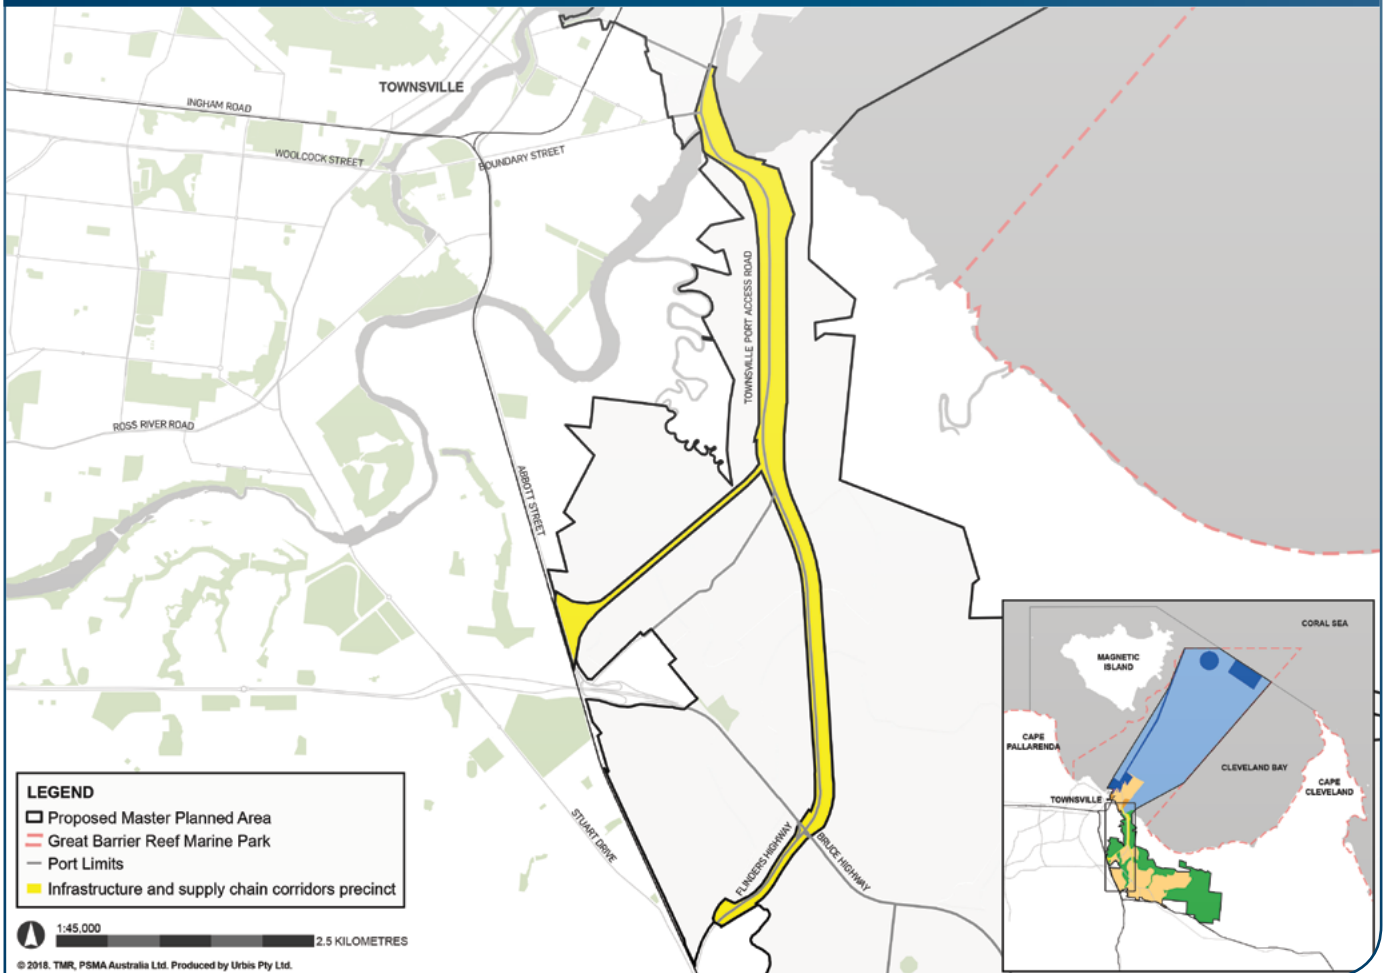 TOWNSVILLE
INGHAM ROAD
WOOLCOCK STREET
BOUNDARY STREET
TOWNSVILLE PORT ACCESS ROAD
ROSS RIVER ROAD
ABBOTT STREET
STUART DRIVE
FLINDERS HIGHWAY
BRUCE HIGHWAY
LEGEND
Proposed Master Planned Area
Great Barrier Reef Marine Park
Port Limits
Infrastructure and supply chain corridors precinct
1:45,000
2.5 KILOMETRES
© 2018. TMR, PSMA Australia Ltd. Produced by Urbis Pty Ltd.
CORAL SEA
MAGNETIC
ISLAND
CAPE
PALLARENDA
CLEVELAND BAY
CAPE
CLEVELAND
TOWNSVILLE